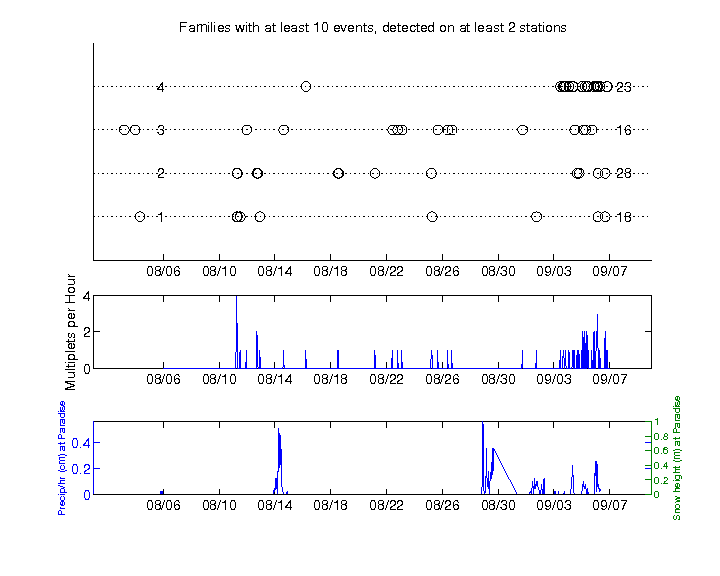 Families with at least 10 events, detected on at least 2 stations
4 23
3 16
2 28
1 16
08/06 08/10 08/14 08/18 08/22 08/26 08/30 09/03 09/07
Multiplets per Hour
4
2
0
08/06 08/10 08/14 08/18 08/22 08/26 08/30 09/03 09/07
Precip/hr (cm) at Paradise
0.4
0.2
0
1
0.8
0.6
0.4
0.2
0
Snow height (m) at Paradise
08/06 08/10 08/14 08/18 08/22 08/26 08/30 09/03 09/07